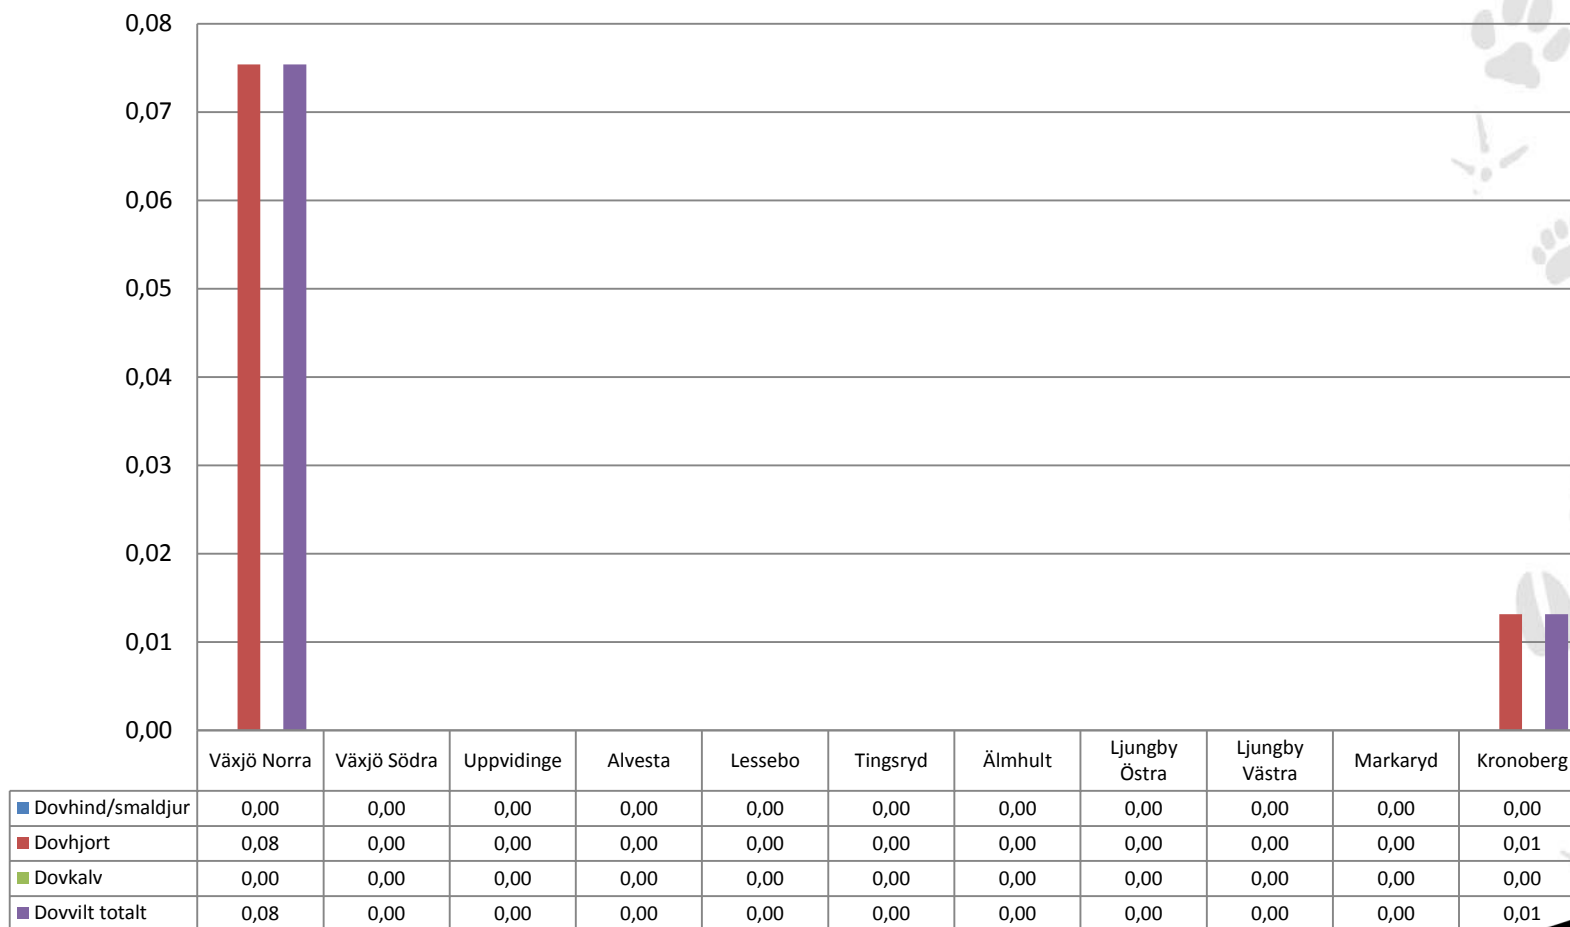 0,08
0,07
0,06
0,05
0,04
0,03
0,02
0,01
0,00
Växjö Norra Växjö Södra Uppvidinge Alvesta Lessebo Tingsryd Älmhult Ljungby Östra Ljungby Västra Markaryd Kronoberg
Dovhind/smaldjur 0,00 0,00 0,00 0,00 0,00 0,00 0,00 0,00 0,00 0,00 0,00
Dovhjort 0,08 0,00 0,00 0,00 0,00 0,00 0,00 0,00 0,00 0,00 0,01
Dovkalv 0,00 0,00 0,00 0,00 0,00 0,00 0,00 0,00 0,00 0,00 0,00
Dovvilt totalt 0,08 0,00 0,00 0,00 0,00 0,00 0,00 0,00 0,00 0,00 0,01